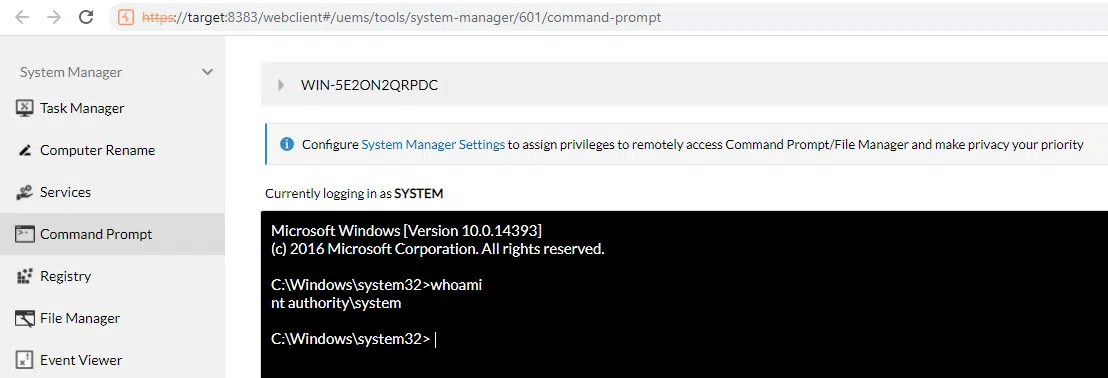 https://target:8383/webclient#/uems/tools/system-manager/601/command-prompt
System Manager
Task Manager
Computer Rename
Services
Command Prompt
Registry
File Manager
Event Viewer
WIN-5E2ON2QRPDC
Configure System Manager Settings to assign privileges to remotely access Command Prompt/File Manager and make privacy your priority
Currently logging in as SYSTEM
Microsoft Windows [Version 10.0.14393]
(c) 2016 Microsoft Corporation. All rights reserved.
C:\Windows\system32>whoami
nt authority\system
C:\Windows\system32>